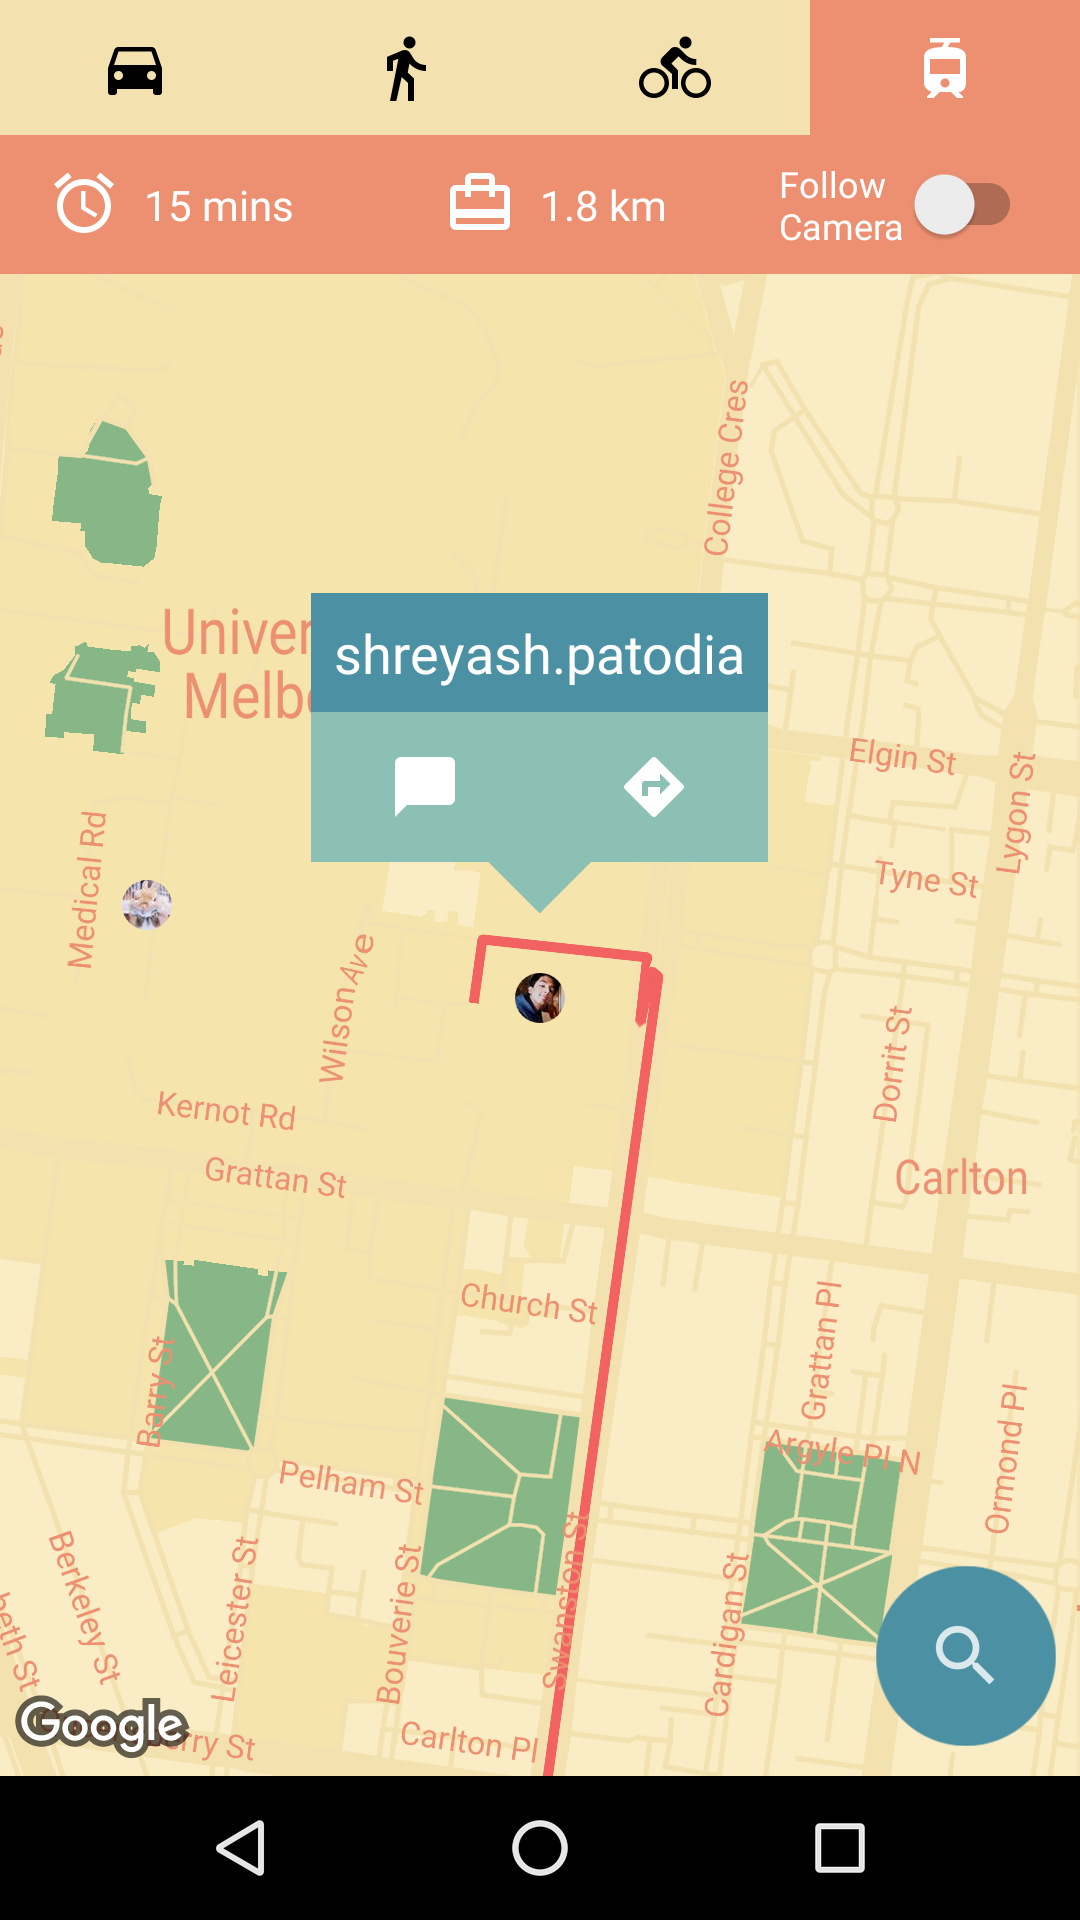 15 mins
1.8 km
Follow
Camera
College Cres
Univer
Melb
shreyash.patodia
Elgin St
Lygon St
Tyne St
Medical Rd
Wilson Ave
Dorrit St
Kernot Rd
Grattan St
Carlton
Church St
Grattan Pl
Barry St
Argyle Pl N
Ormond Pl
Pelham St
Swanston St
Berkeley St
beth St
Leicester St
Bouverie St
Cardigan St
Google
erry St
Carlton Pl